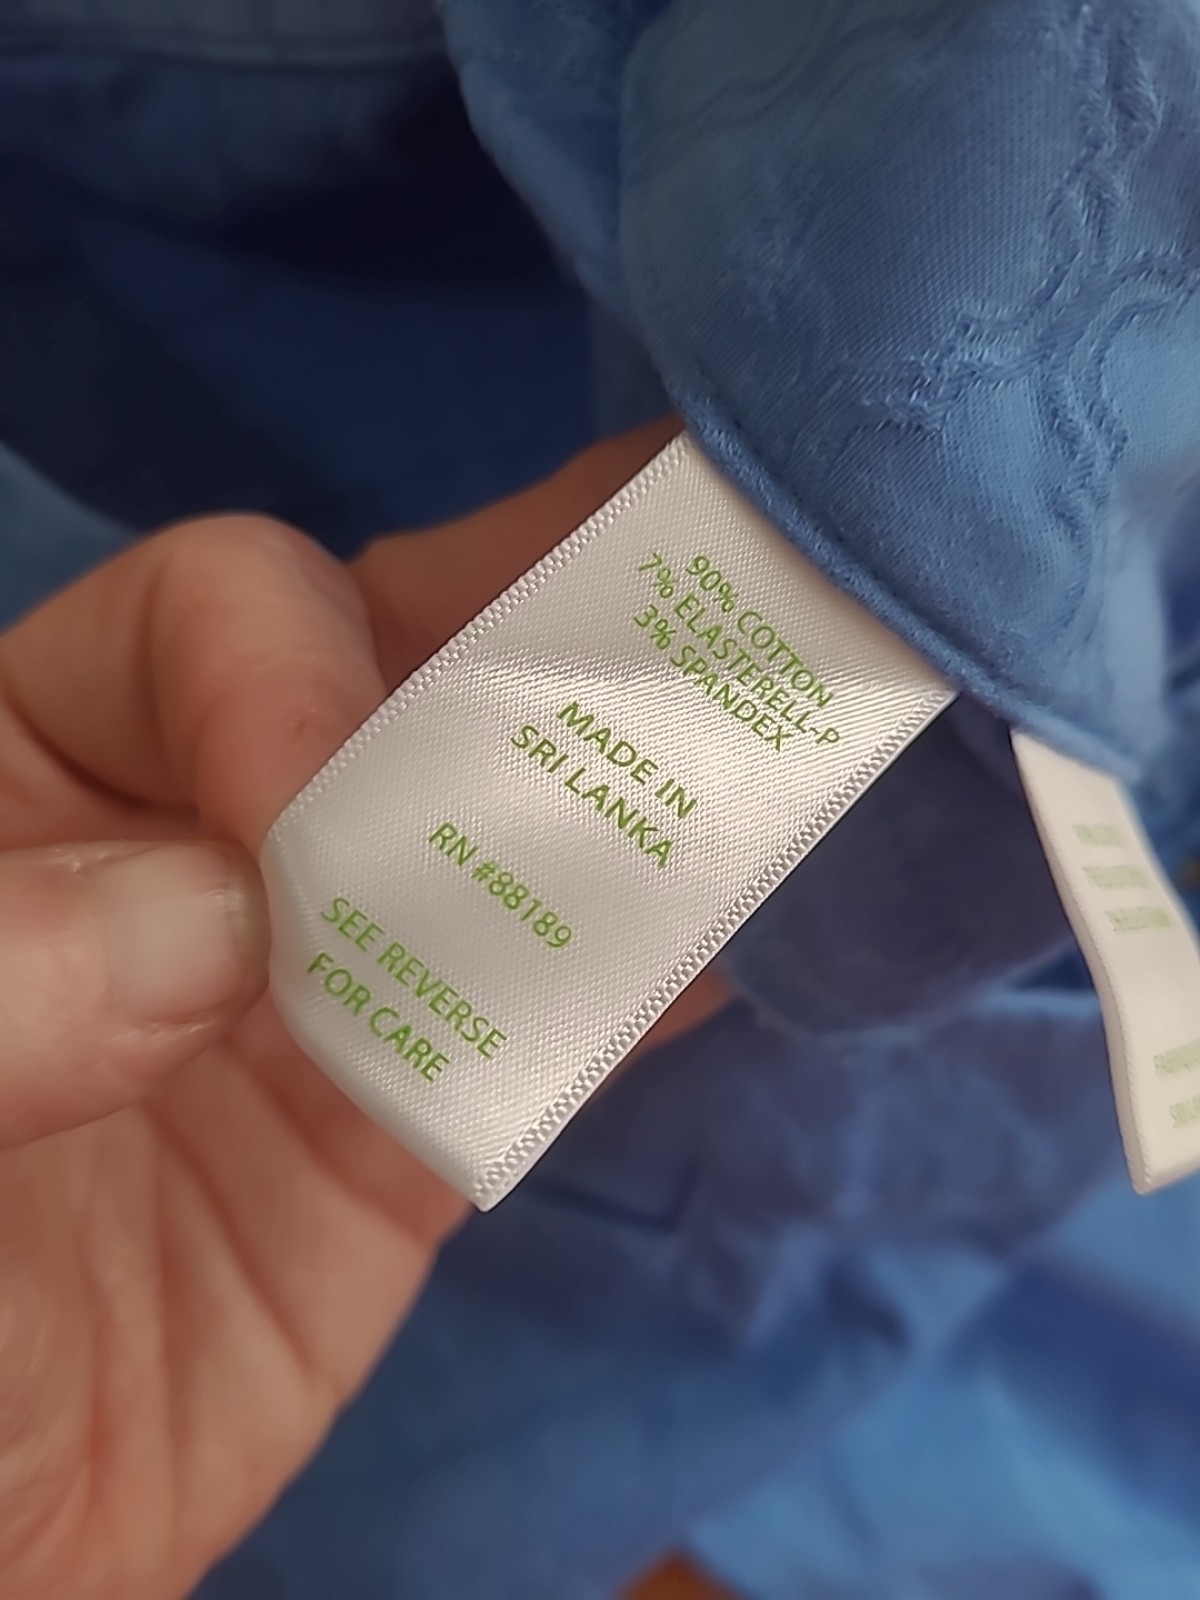 90% COTTON
7% ELASTERELL-P
3% SPANDEX
MADE IN
SRI LANKA
RN #88189
SEE REVERSE
FOR CARE